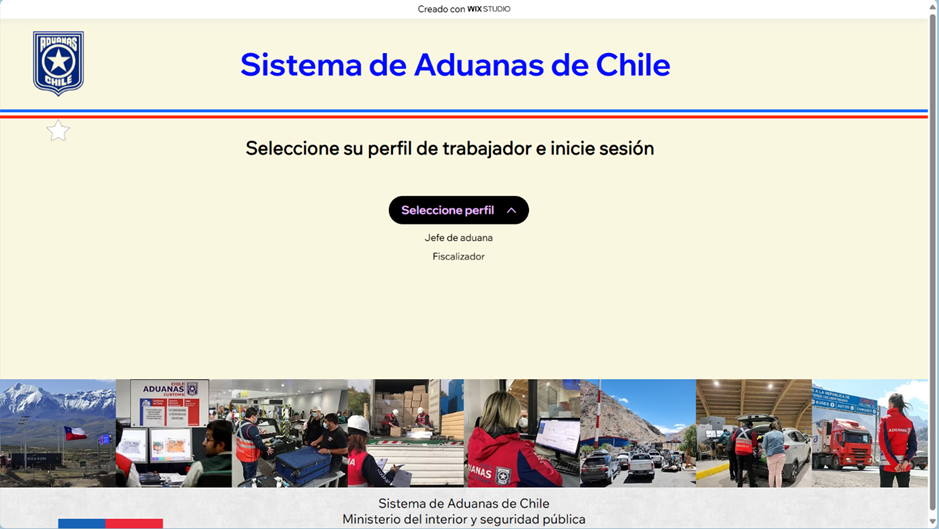 Creado con WIX STUDIO
ADUANAS
CHILE
Sistema de Aduanas de Chile
Seleccione su perfil de trabajador e inicie sesión
Seleccione perfil
Jefe de aduana
Fiscalizador
CHILE
ADUANAS
CUSTOMS
ADUANAS
ADUANAS
Sistema de Aduanas de Chile
Ministerio del interior y seguridad pública